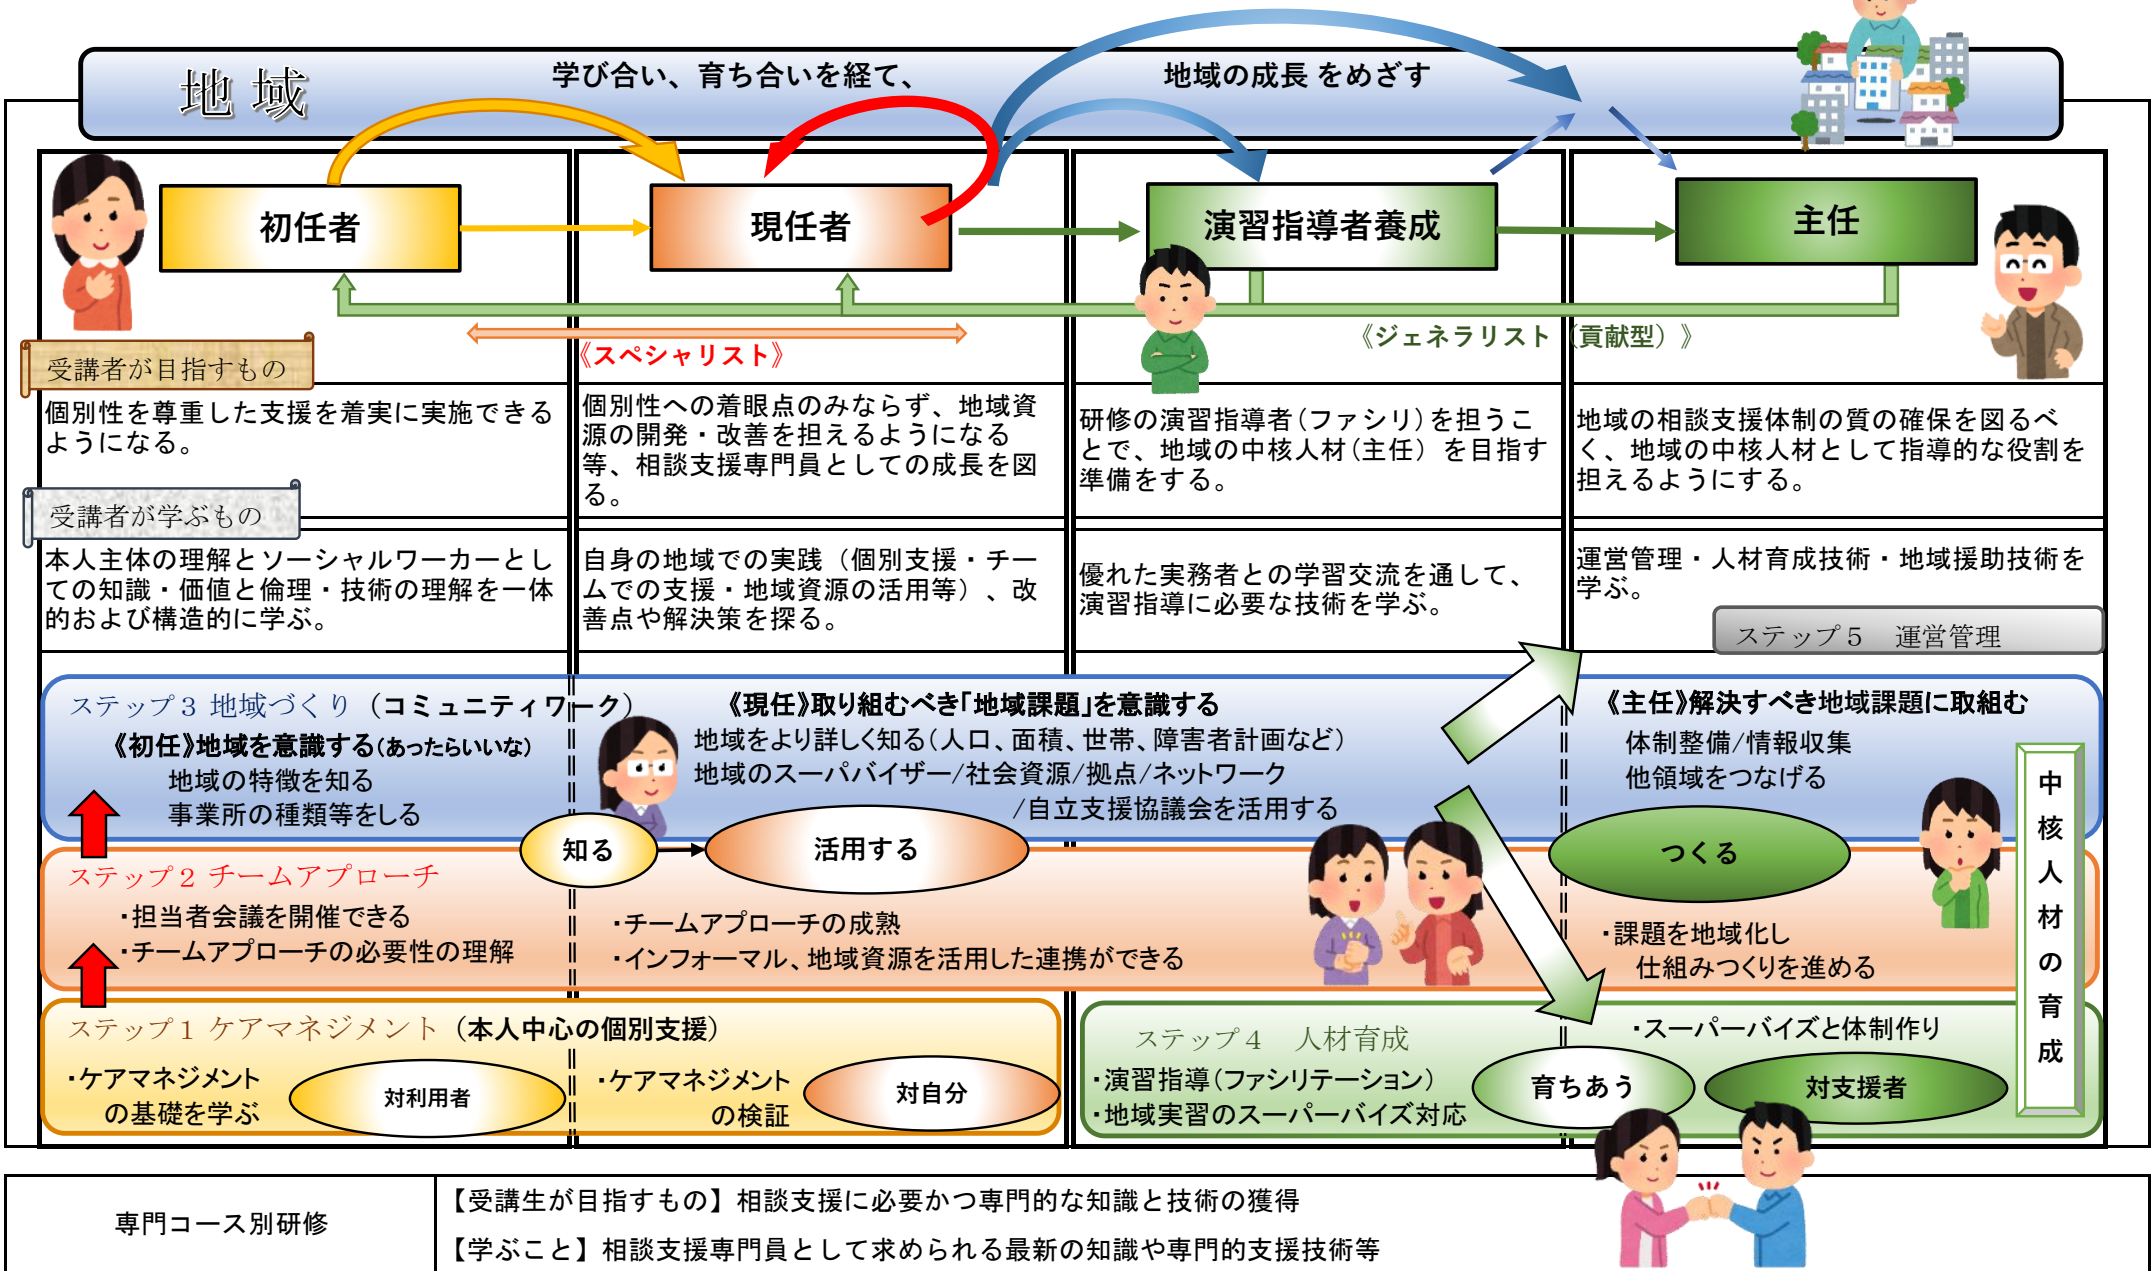 地 域
学び合い、育ち合いを経て、
地域の成長 をめざす
初任者
現任者
演習指導者養成
主任
《スペシャリスト》
《ジェネラリスト（貢献型）》
受講者が目指すもの
個別性を尊重した支援を着実に実施できる
ようになる。
個別性への着眼点のみならず、地域資
源の開発・改善を担えるようになる
等、相談支援専門員としての成長を図
る。
研修の演習指導者(ファシリ)を担うこ
とで、地域の中核人材(主任）を目指す
準備をする。
地域の相談支援体制の質の確保を図るべ
く、地域の中核人材として指導的な役割を
担えるようにする。
受講者が学ぶもの
本人主体の理解とソーシャルワーカーとし
ての知識・価値と倫理・技術の理解を一体
的および構造的に学ぶ。
自身の地域での実践（個別支援・チー
ムでの支援・地域資源の活用等）、改
善点や解決策を探る。
優れた実務者との学習交流を通して、
演習指導に必要な技術を学ぶ。
運営管理・人材育成技術・地域援助技術を
学ぶ。
ステップ５　運営管理
ステップ３ 地域づくり（コミュニティワーク）
《初任》地域を意識する(あったらいいな)
地域の特徴を知る
事業所の種類等をしる
《現任》取り組むべき「地域課題」を意識する
地域をより詳しく知る(人口、面積、世帯、障害者計画など)
地域のスーパバイザー/社会資源/拠点/ネットワーク
/自立支援協議会を活用する
《主任》解決すべき地域課題に取組む
体制整備/情報収集
他領域をつなげる
知る
活用する
つくる
中核人材の育成
ステップ２ チームアプローチ
・担当者会議を開催できる
・チームアプローチの必要性の理解
・チームアプローチの成熟
・インフォーマル、地域資源を活用した連携ができる
・課題を地域化し
仕組みつくりを進める
ステップ１ ケアマネジメント（本人中心の個別支援）
・ケアマネジメント
の基礎を学ぶ
対利用者
・ケアマネジメント
の検証
対自分
ステップ４　人材育成
・演習指導(ファシリテーション)
・地域実習のスーパーバイズ対応
・スーパーバイズと体制作り
育ちあう
対支援者
専門コース別研修
【受講生が目指すもの】相談支援に必要かつ専門的な知識と技術の獲得
【学ぶこと】相談支援専門員として求められる最新の知識や専門的支援技術等